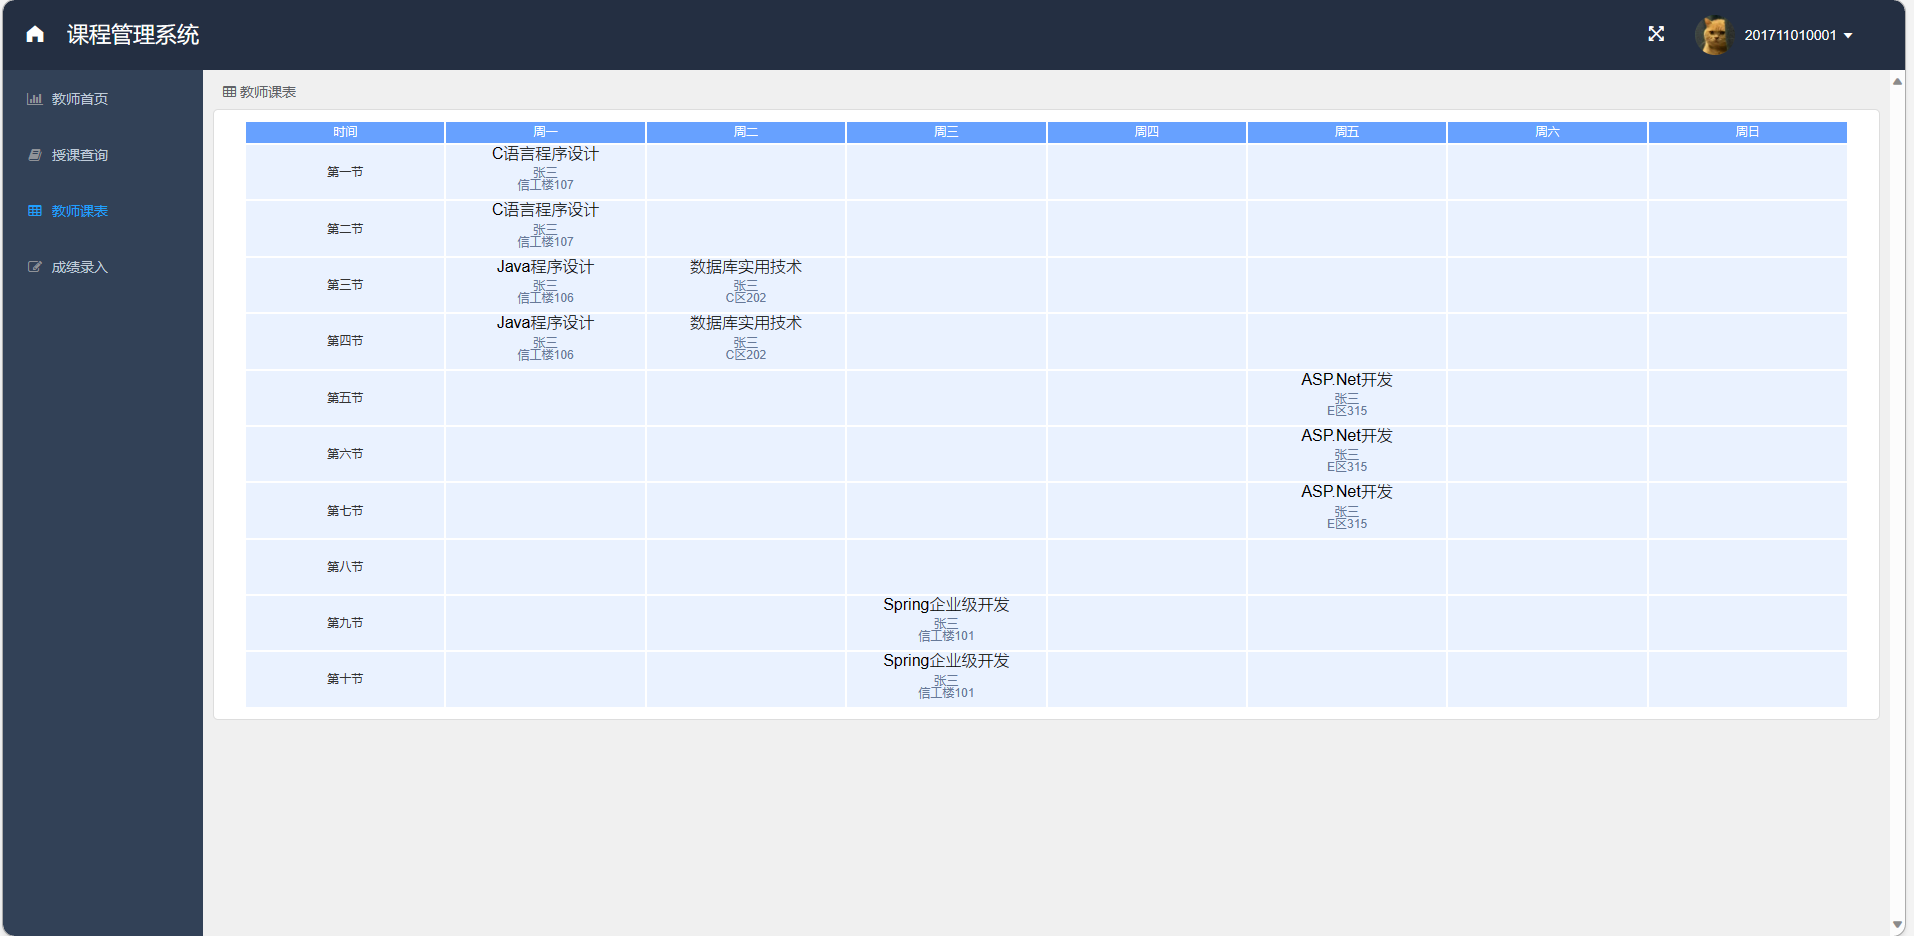 课程管理系统
201711010001
教师首页
授课查询
教师课表
成绩录入
教师课表
时间 周一 周二 周三 周四 周五 周六 周日
第一节
C语言程序设计
张三
信工楼107
第二节
C语言程序设计
张三
信工楼107
第三节
Java程序设计
张三
信工楼106
数据库实用技术
张三
C区202
第四节
Java程序设计
张三
信工楼106
数据库实用技术
张三
C区202
第五节
ASP.Net开发
张三
E区315
第六节
ASP.Net开发
张三
E区315
第七节
ASP.Net开发
张三
E区315
第八节
第九节
Spring企业级开发
张三
信工楼101
第十节
Spring企业级开发
张三
信工楼101